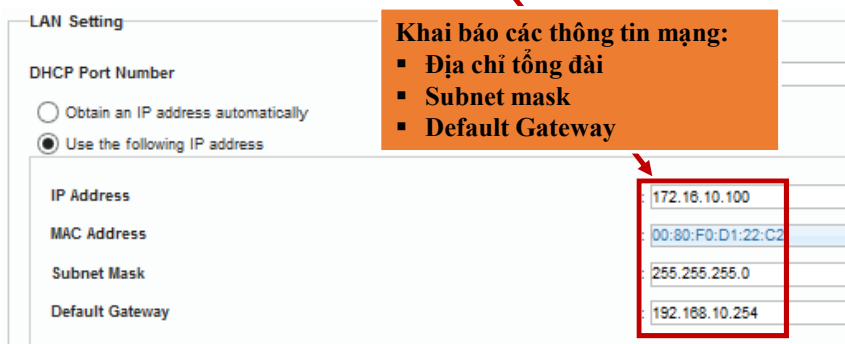 LAN Setting
Khai báo các thông tin mạng:
▪ Địa chỉ tổng đài
▪ Subnet mask
▪ Default Gateway
DHCP Port Number
Obtain an IP address automatically
Use the following IP address
IP Address : 172.16.10.100
MAC Address : 00:80:F0:D1:22:C2
Subnet Mask : 255.255.255.0
Default Gateway : 192.168.10.254